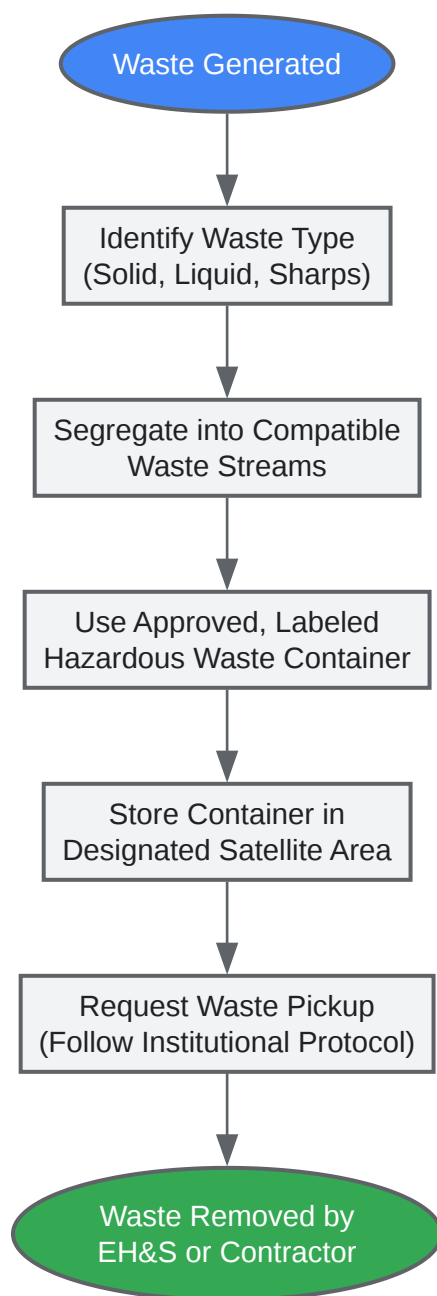 Waste Generated
Identify Waste Type
(Solid, Liquid, Sharps)
Segregate into Compatible
Waste Streams
Use Approved, Labeled
Hazardous Waste Container
Store Container in
Designated Satellite Area
Request Waste Pickup
(Follow Institutional Protocol)
Waste Removed by
EH&S or Contractor